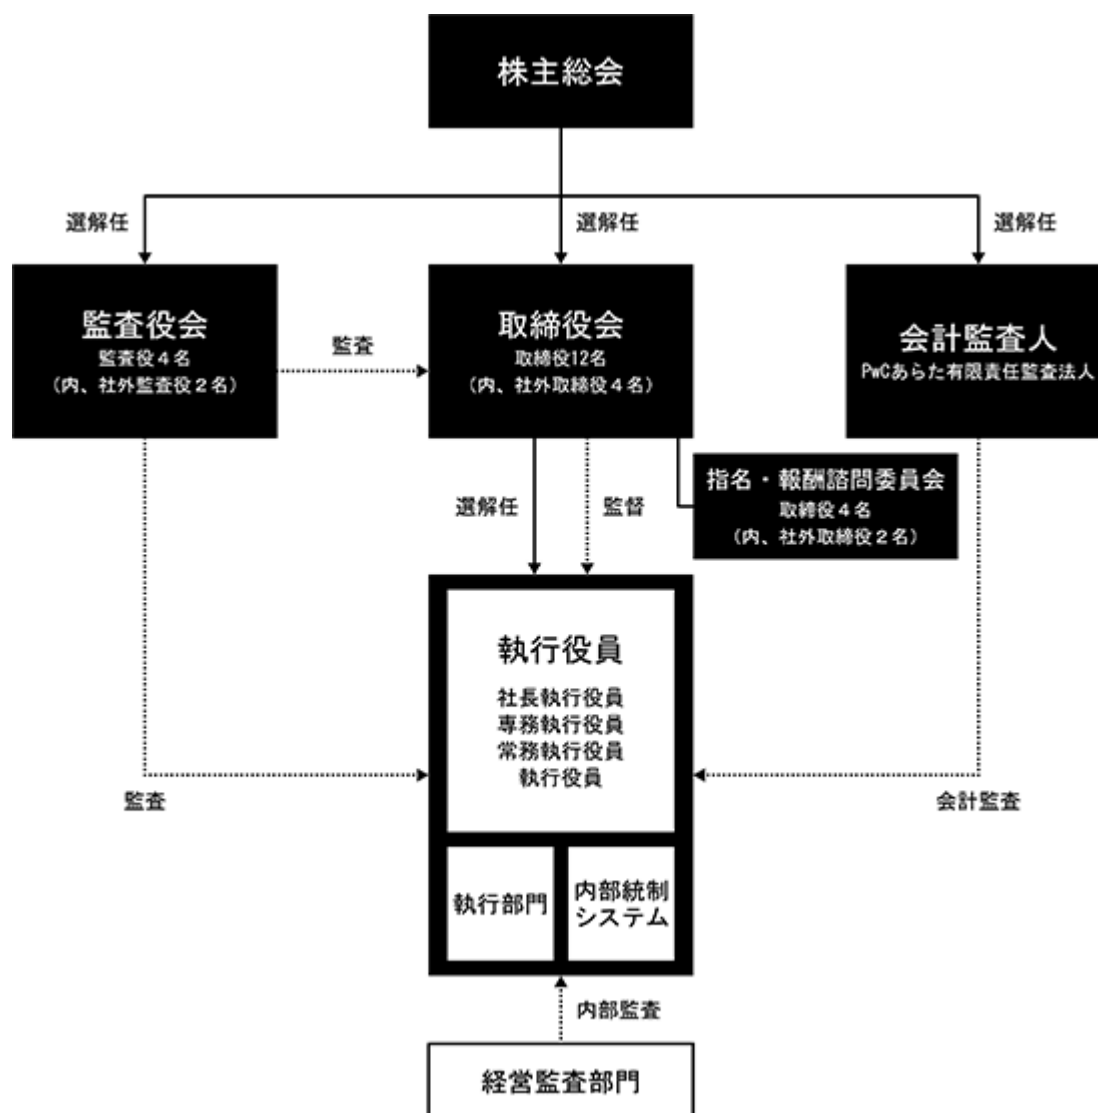 株主総会
選解任
選解任
選解任
監査役会
監査役４名
（内、社外監査役２名）
監査
取締役会
取締役12名
（内、社外取締役４名）
会計監査人
PwCあらた有限責任監査法人
選解任
監督
指名・報酬諮問委員会
取締役４名
（内、社外取締役２名）
執行役員
社長執行役員
専務執行役員
常務執行役員
執行役員
監査
会計監査
執行部門
内部統制
システム
内部監査
経営監査部門